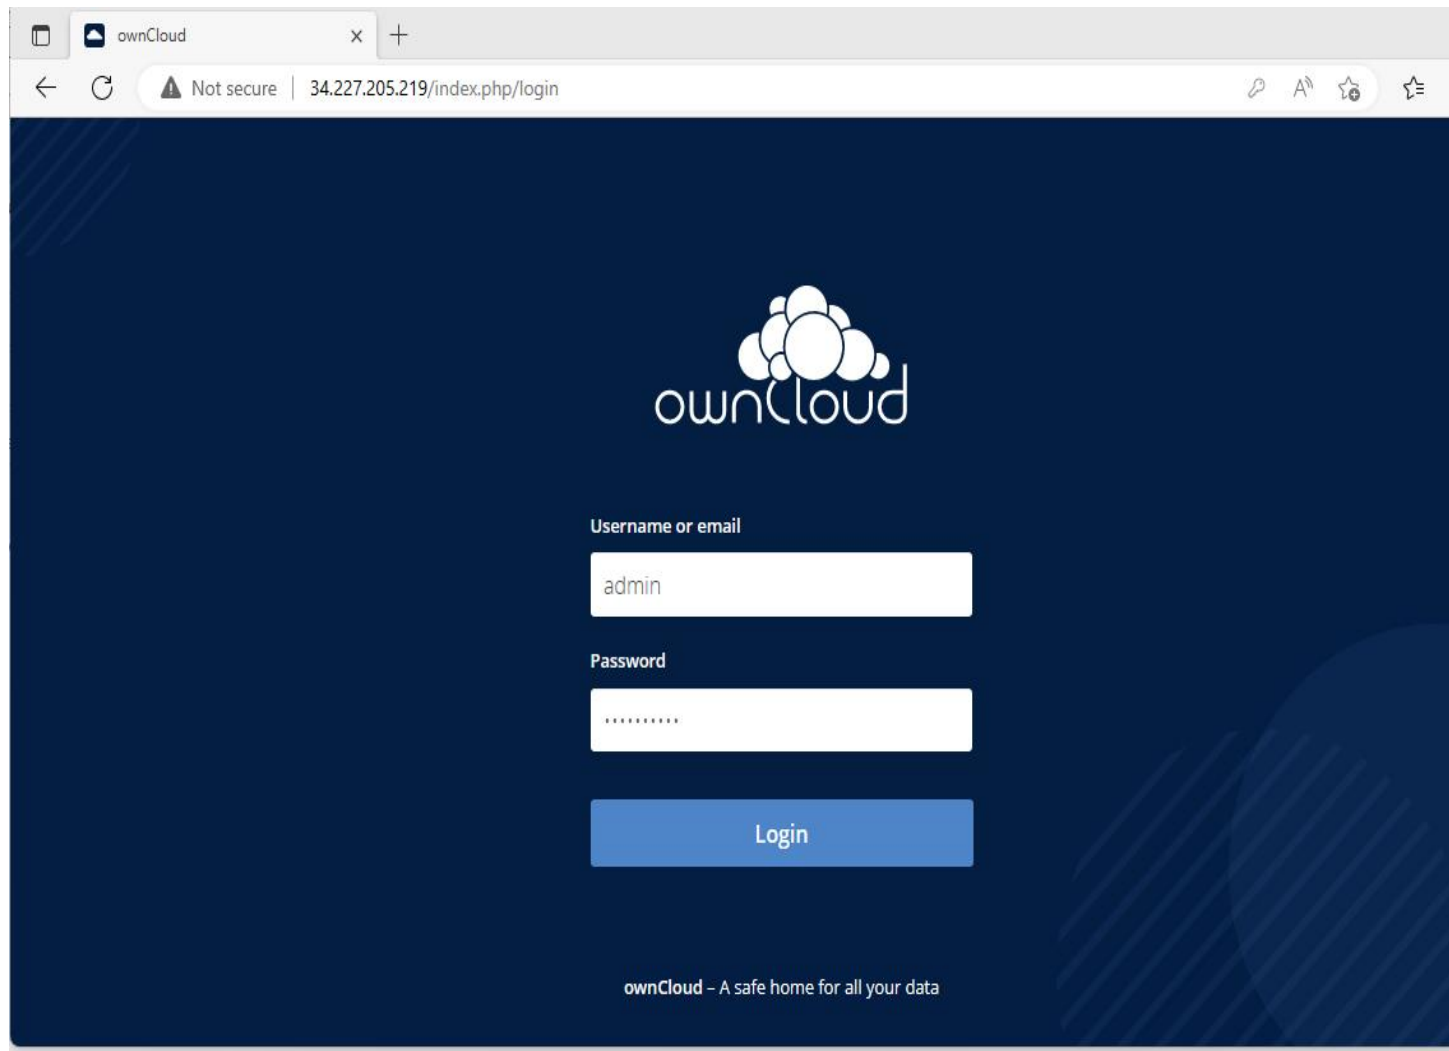 ownCloud
Not secure | 34.227.205.219/index.php/login
ownCloud
Username or email
admin
Password
..........
Login
ownCloud – A safe home for all your data